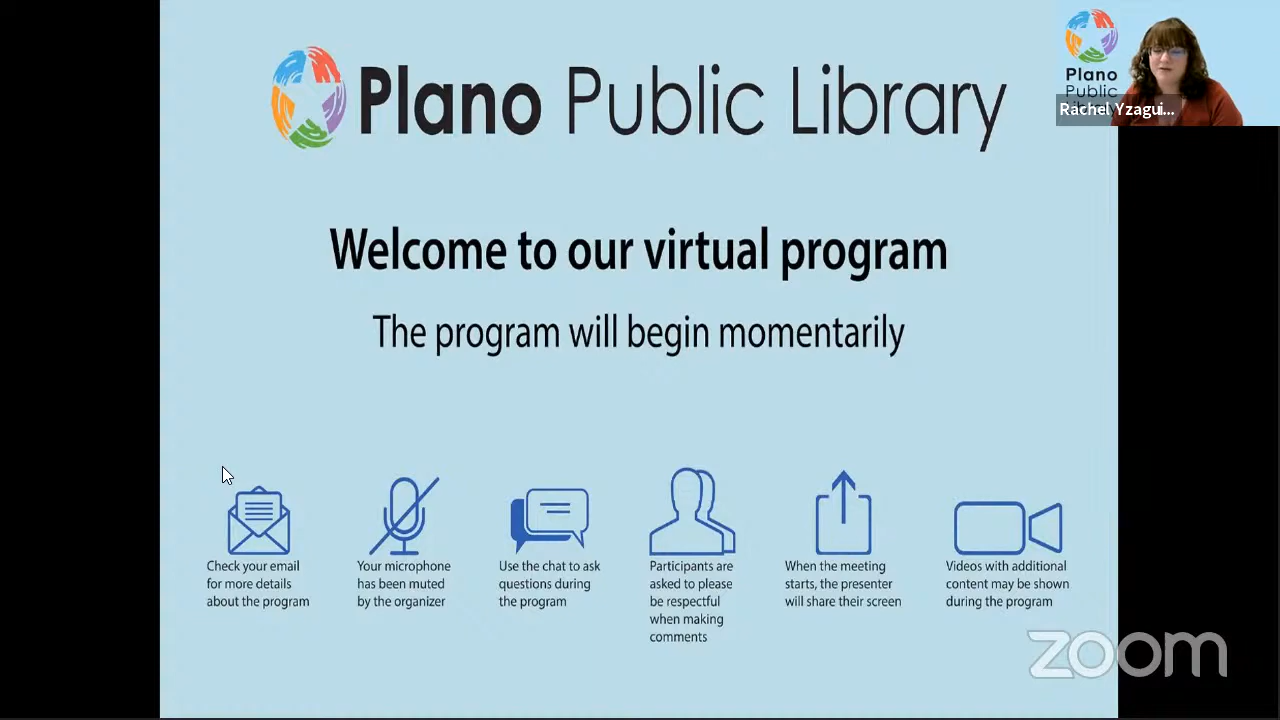 Plano Public Library
Plano
Public
Library
Rachel Yzagui...
Welcome to our virtual program
The program will begin momentarily
Check your email
for more details
about the program
Your microphone
has been muted
by the organizer
Use the chat to ask
questions during
the program
Participants are
asked to please
be respectful
when making
comments
When the meeting
starts, the presenter
will share their screen
Videos with additional
content may be shown
during the program
zoom